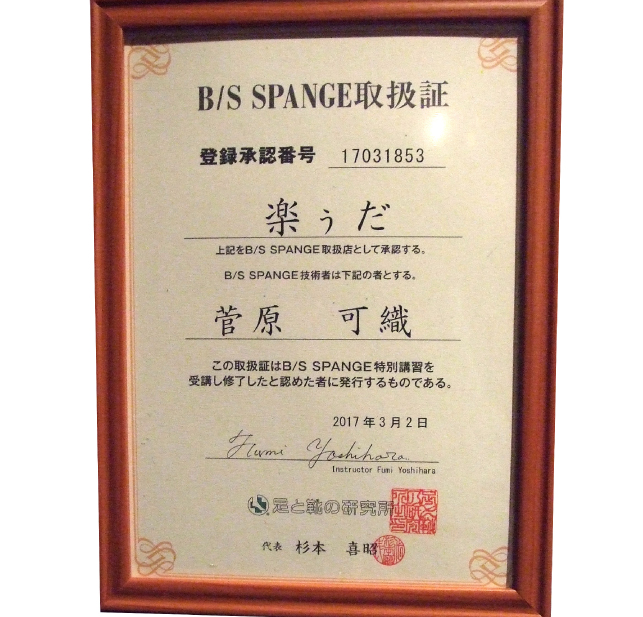 B/S SPANGE取扱証
登録承認番号 17031853
楽ぅだ
上記をB/S SPANGE取扱店として承認する。
B/S SPANGE技術者は下記の者とする。
菅原 可織
この取扱証はB/S SPANGE特別講習を
受講し修了したと認めた者に発行するものである。
2017年3月2日
Fumi Yoshihara
Instructor Fumi Yoshihara
足と靴の研究所
代表 杉本 喜昭